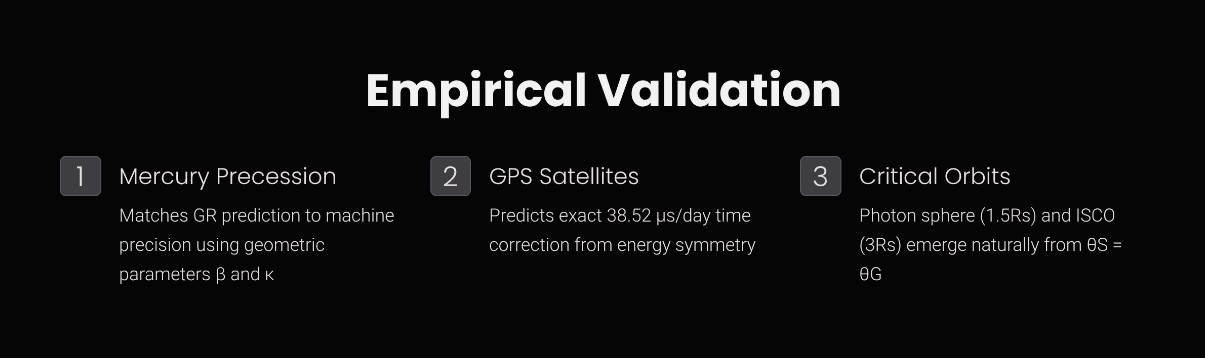 Empirical Validation
1
Mercury Precession
Matches GR prediction to machine
precision using geometric
parameters β and κ
2
GPS Satellites
Predicts exact 38.52 μs/day time
correction from energy symmetry
3
Critical Orbits
Photon sphere (1.5Rs) and ISCO
(3Rs) emerge naturally from θS =
θG